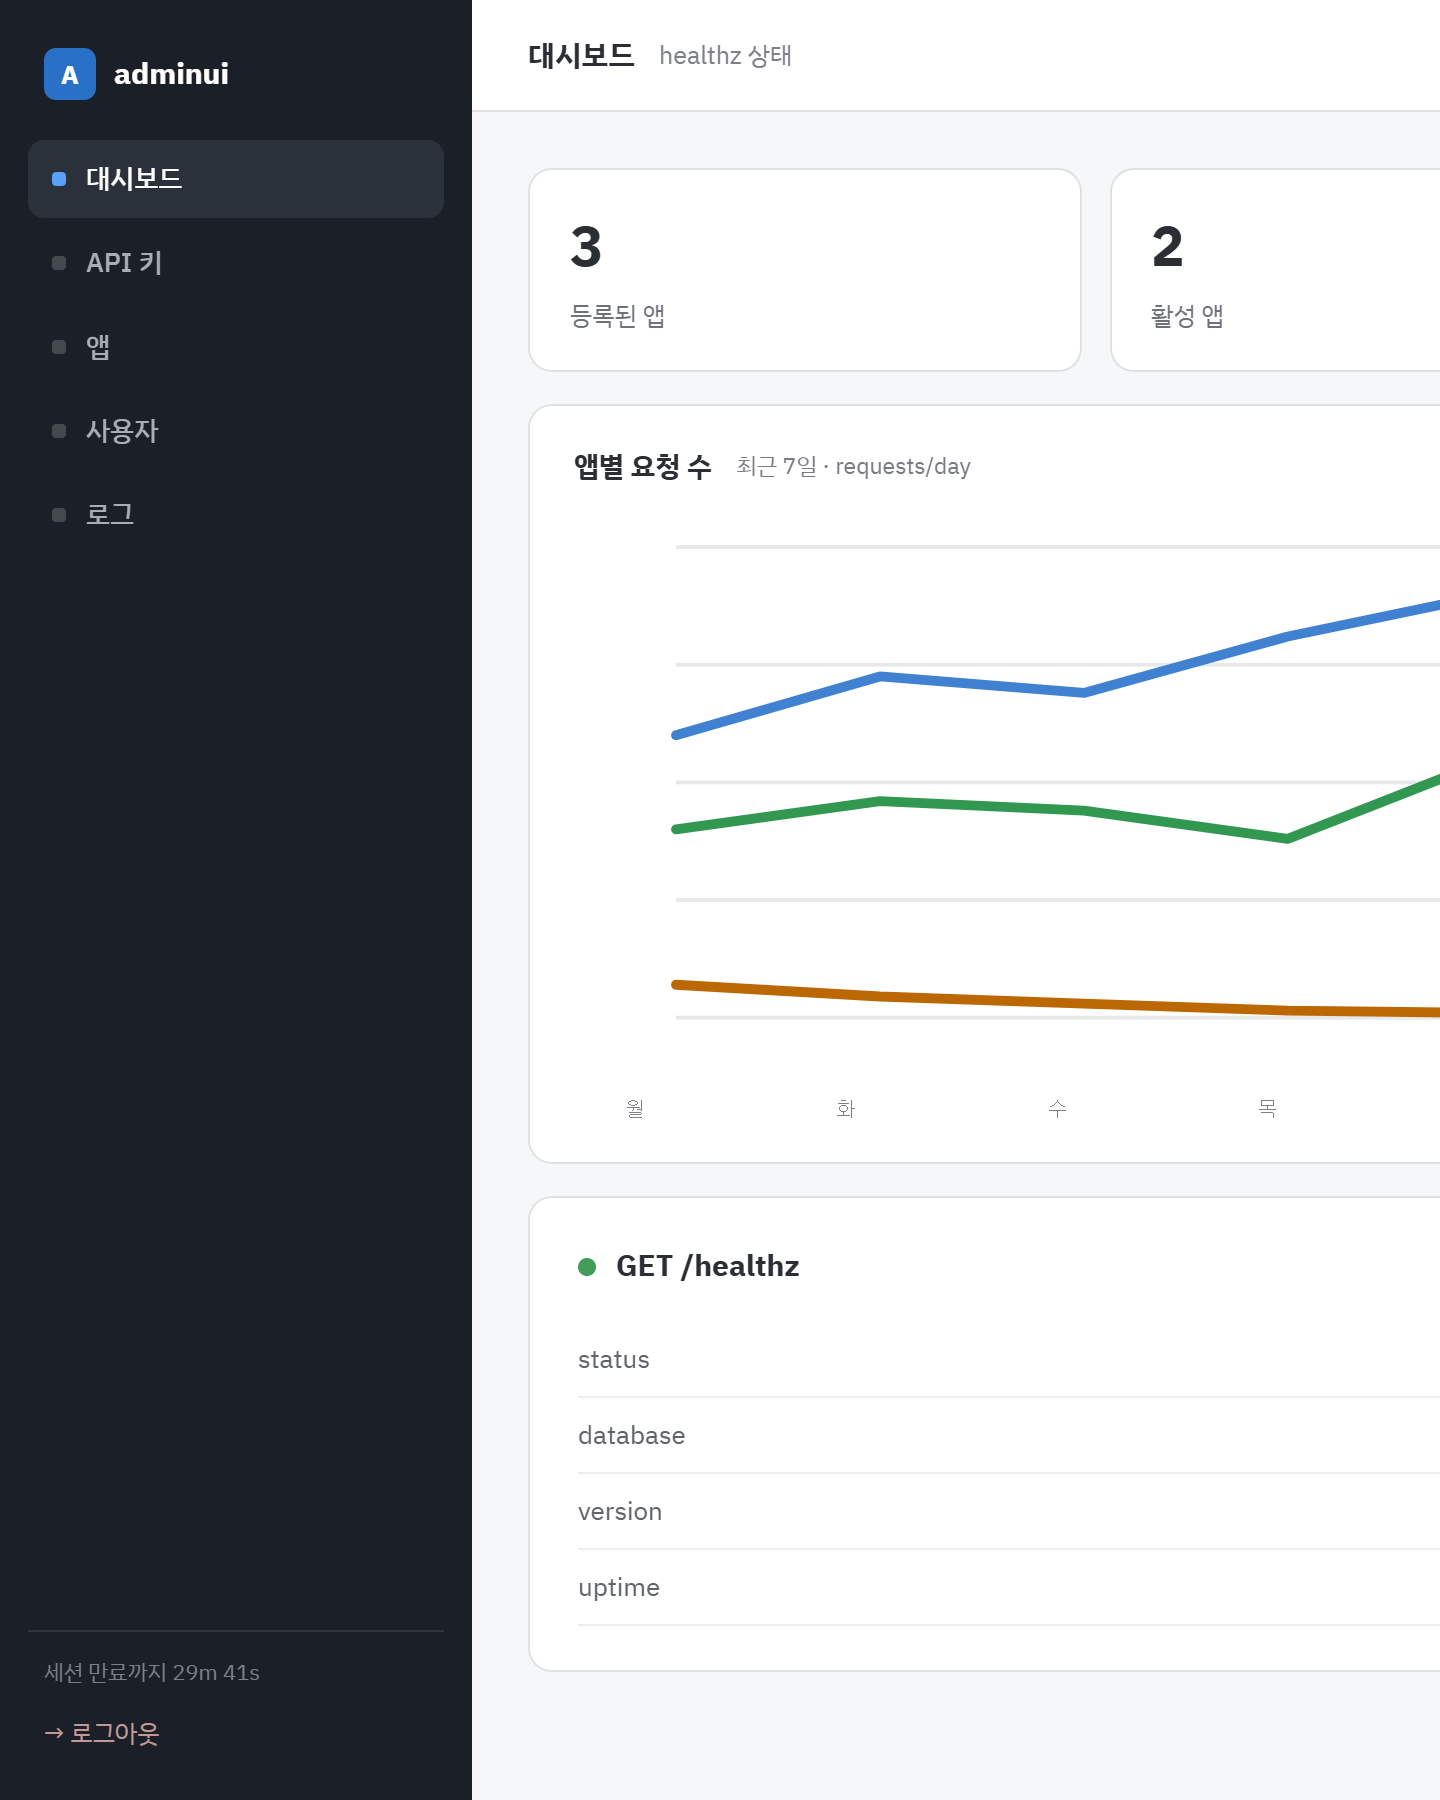 A adminui
대시보드
API 키
앱
사용자
로그
세션 만료까지 29m 41s
→ 로그아웃
대시보드 healthz 상태
3
등록된 앱
2
활성 앱
앱별 요청 수 최근 7일 · requests/day
월 화 수 목
GET /healthz
status
database
version
uptime